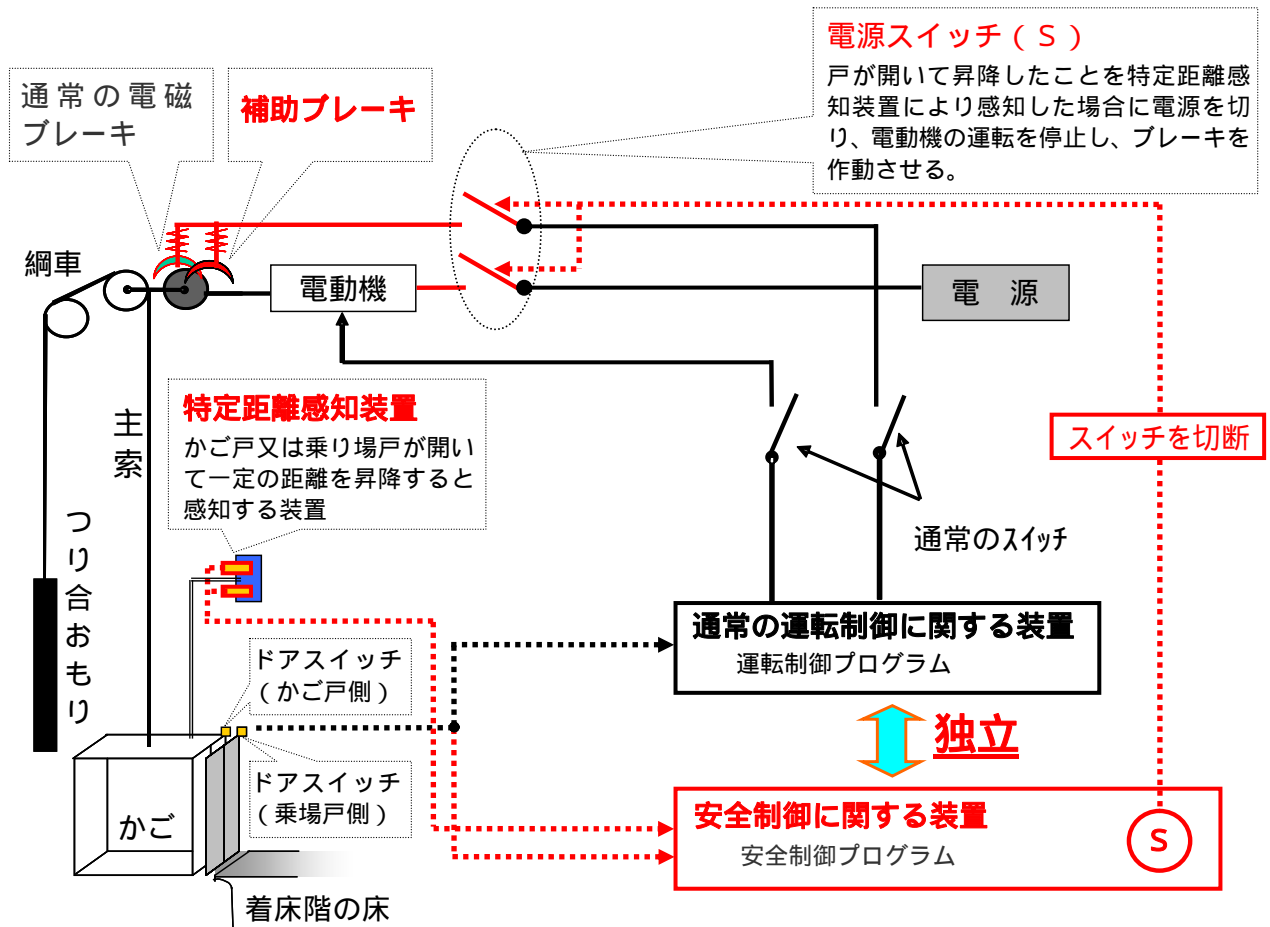 電源スイッチ（Ｓ）
戸が開いて昇降したことを特定距離感
知装置により感知した場合に電源を切
り、電動機の運転を停止し、ブレーキを
作動させる。
通常の電磁
ブレーキ
補助ブレーキ
綱車
電動機
電　源
主索
特定距離感知装置
かご戸又は乗り場戸が開い
て一定の距離を昇降すると
感知する装置
スイッチを切断
つり合おもり
通常のｽｲｯﾁ
通常の運転制御に関する装置
運転制御プログラム
ドアスイッチ
（かご戸側）
独立
ドアスイッチ
（乗場戸側）
かご
安全制御に関する装置
安全制御プログラム
S
着床階の床